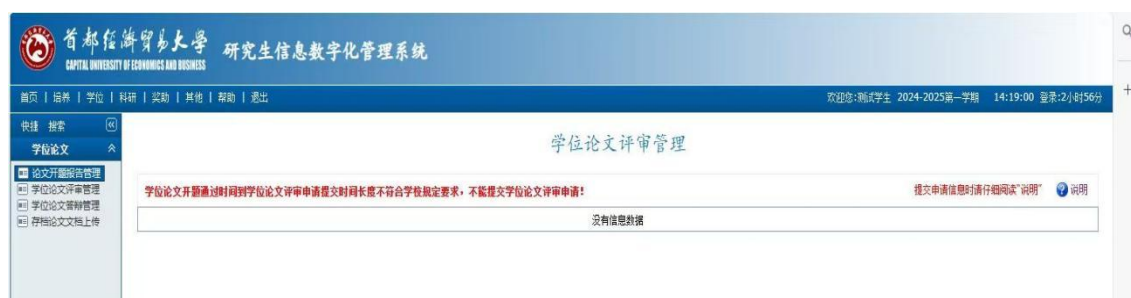 首都经济贸易大学 研究生信息数字化管理系统
CAPITAL UNIVERSITY OF ECONOMICS AND BUSINESS
首页 | 培养 | 学位 | 科研 | 奖助 | 其他 | 帮助 | 退出
欢迎您:测试学生 2024-2025第一学期 14:19:00 登录:2小时56分
快捷 搜索
学位论文
论文开题报告管理
学位论文评审管理
学位论文答辩管理
存档论文文档上传
学位论文评审管理
学位论文开题通过时间到学位论文评审申请提交时间长度不符合学校规定要求，不能提交学位论文评审申请！
提交申请信息时请仔细阅读"说明" 说明
没有信息数据